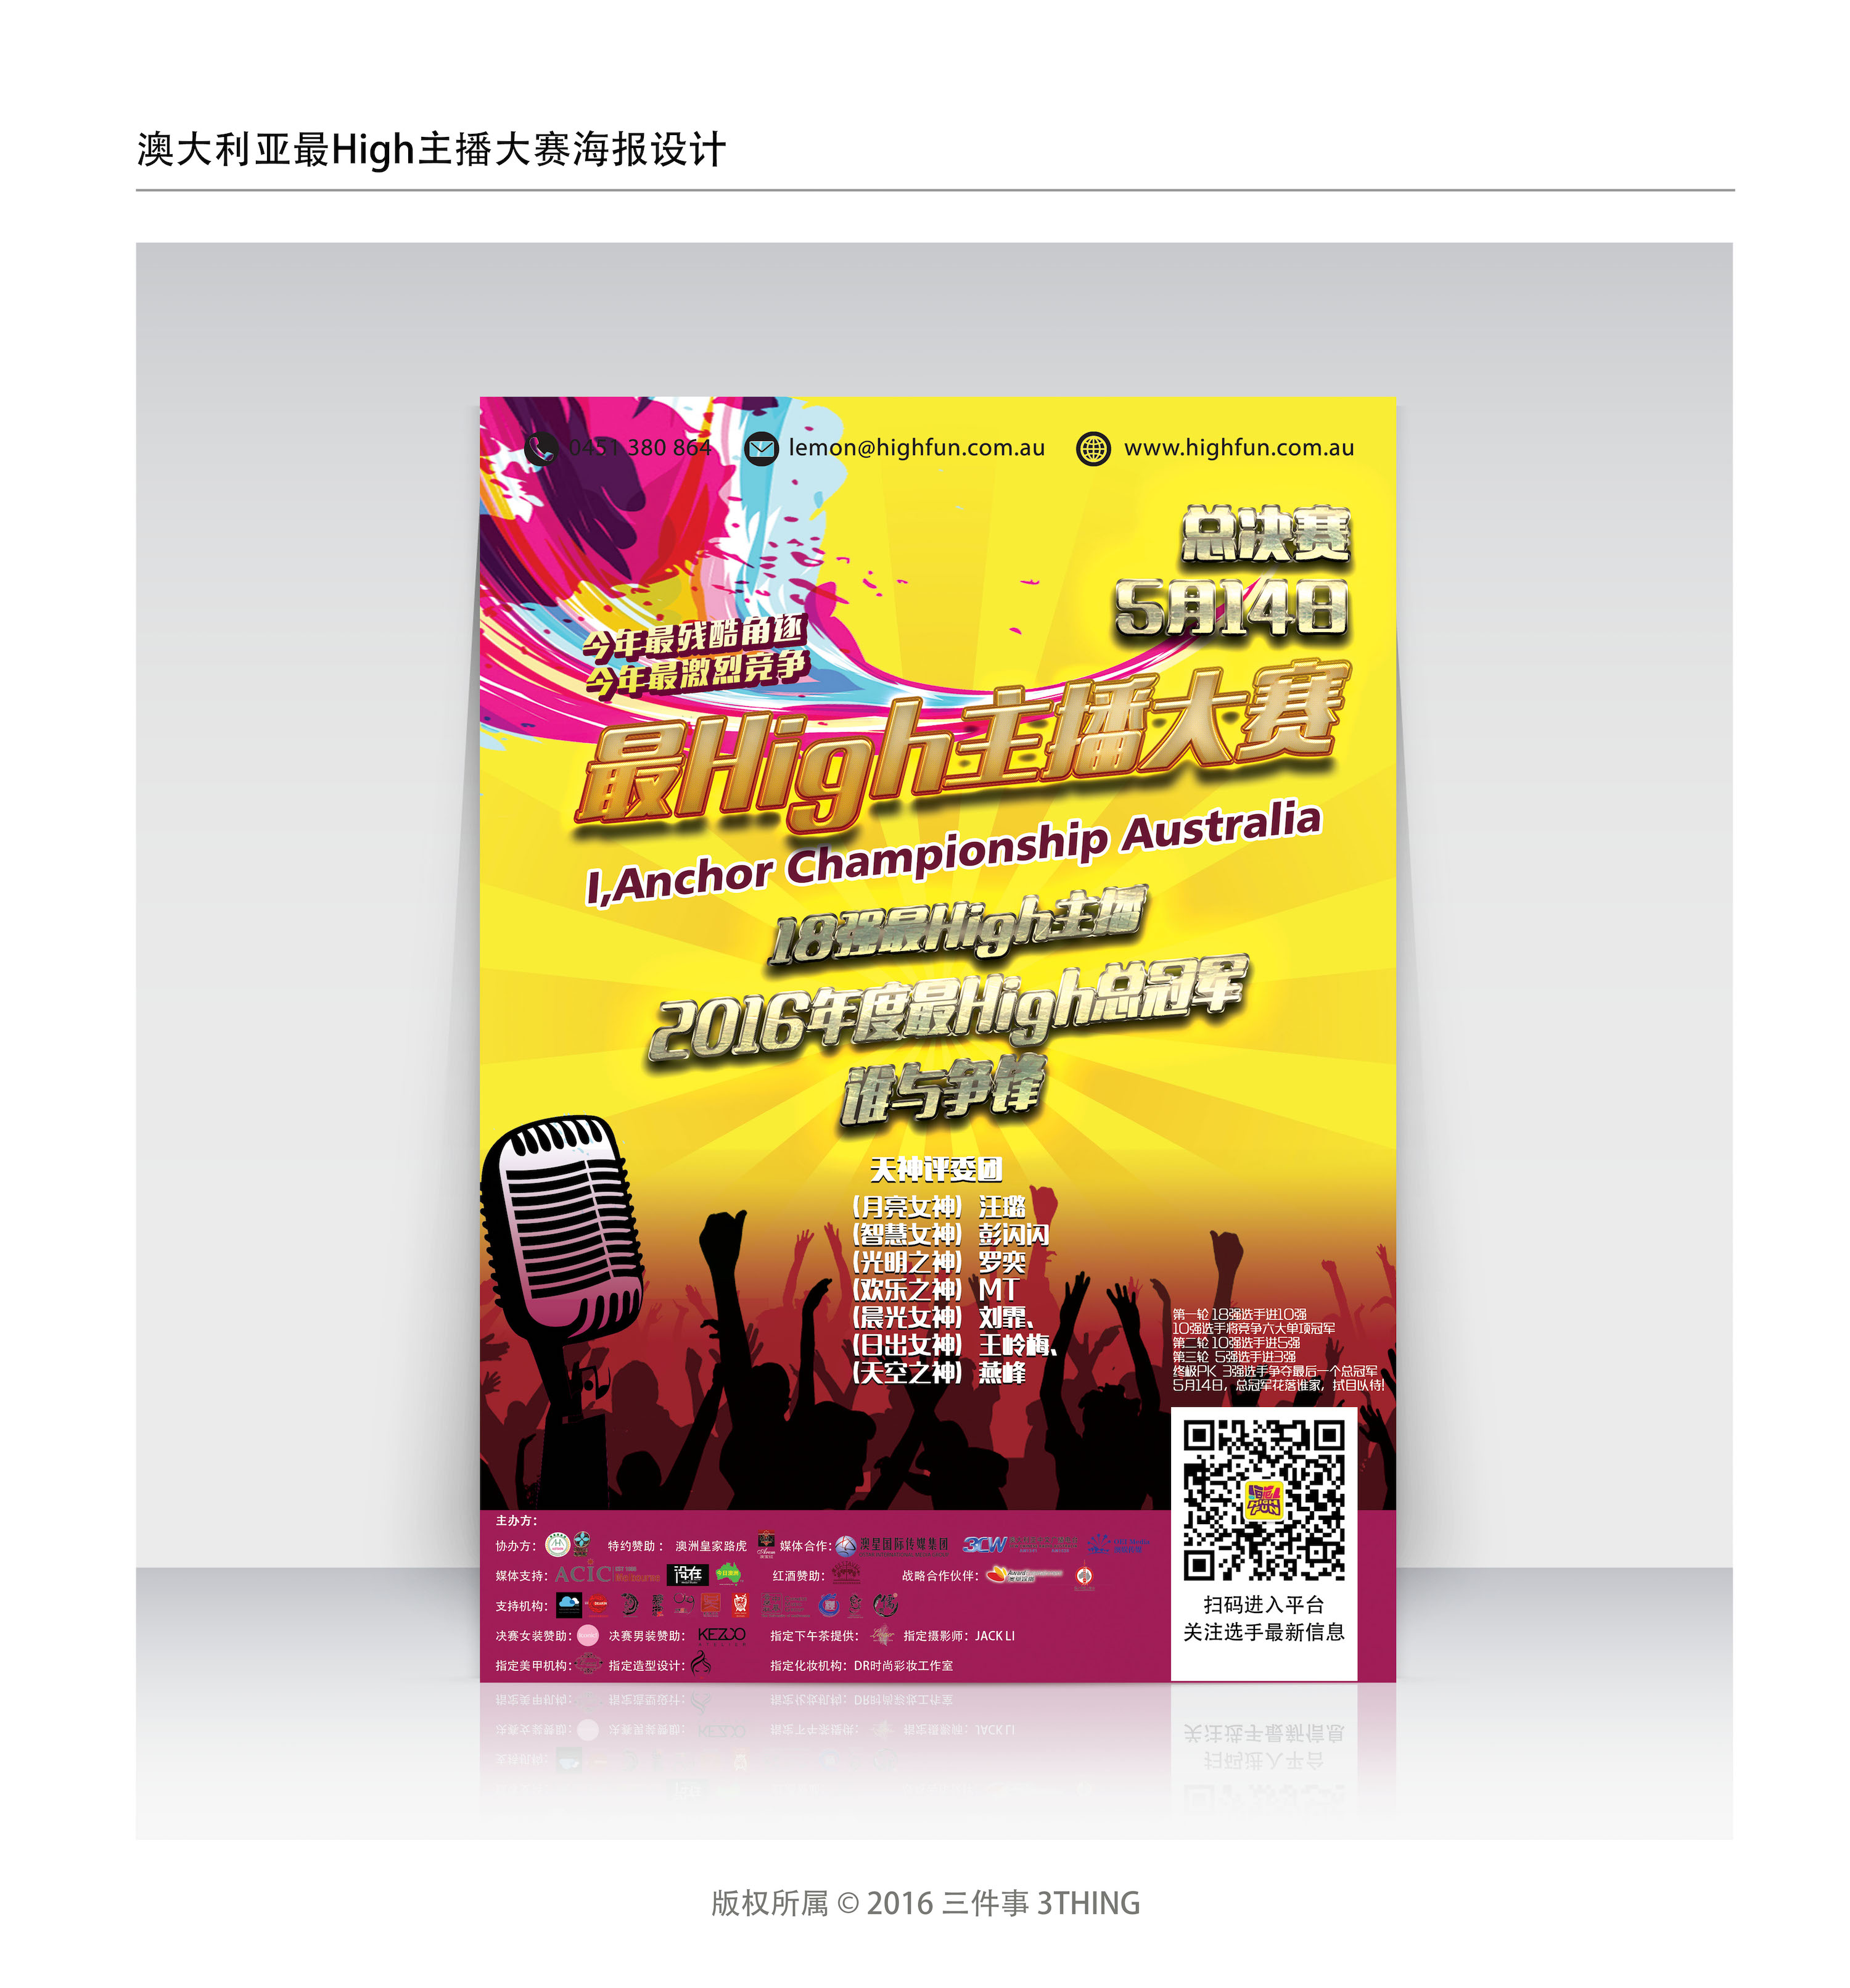 澳大利亚最High主播大赛海报设计
0451 380 864 lemon@highfun.com.au www.highfun.com.au
总决赛
5月14日
今年最残酷角逐
今年最激烈竞争
最High主播大赛
I,Anchor Championship Australia
18强最High主播
2016年度最High总冠军
谁与争锋
天神评委团
(月亮女神) 汪璐
(智慧女神) 彭闪闪
(光明之神) 罗奕
(欢乐之神) MT
(晨光女神) 刘霏、
(日出女神) 王岭梅、
(天空之神) 燕峰
第一轮 18强选手进10强
10强选手将竞争六大单项冠军
第二轮 10强选手进5强
第三轮 5强选手进3强
终极PK 3强选手争夺最后一个总冠军
5月14日，总冠军花落谁家，拭目以待!
扫码进入平台
关注选手最新信息
主办方：
协办方： 特约赞助： 澳洲皇家路虎 媒体合作： 澳星国际传媒集团 3CW
媒体支持： ACIC 红酒赞助： 战略合作伙伴：
支持机构：
决赛女装赞助： 决赛男装赞助： KEZOO 指定下午茶提供： 指定摄影师：JACK LI
指定美甲机构： 指定造型设计： 指定化妆机构：DR时尚彩妆工作室
版权所属 © 2016 三件事 3THING